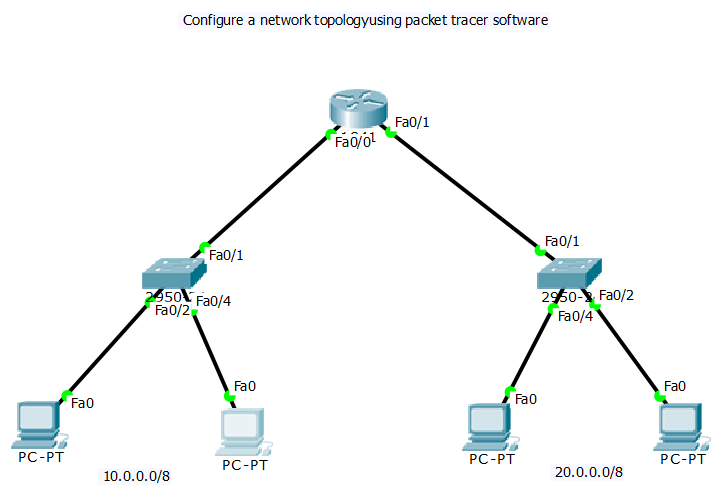 Configure a network topologyusing packet tracer software
Fa0/1
Fa0/0
Fa0/1
Fa0/1
Fa0/4
Fa0/2
Fa0/2
Fa0/4
Fa0
Fa0
Fa0
Fa0
PC-PT
PC-PT
PC-PT
PC-PT
10.0.0.0/8
20.0.0.0/8